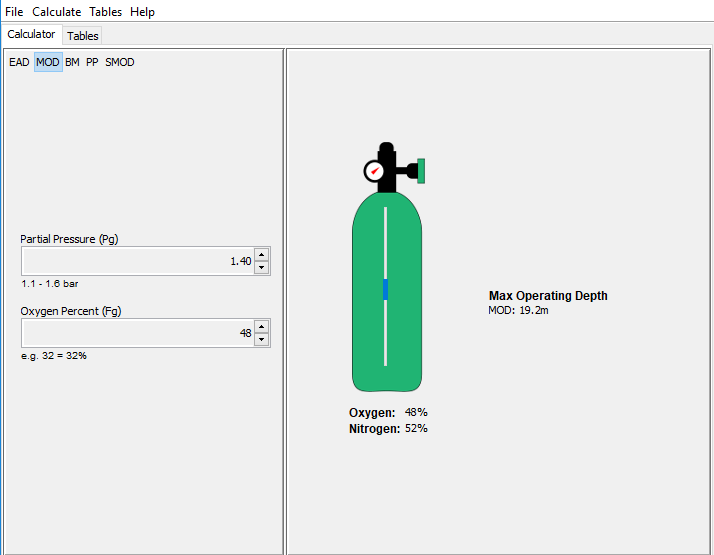 File Calculate Tables Help
Calculator Tables
EAD MOD BM PP SMOD
Partial Pressure (Pg)
1.40
1.1 - 1.6 bar
Oxygen Percent (Fg)
48
e.g. 32 = 32%
Max Operating Depth
MOD: 19.2m
Oxygen: 48%
Nitrogen: 52%